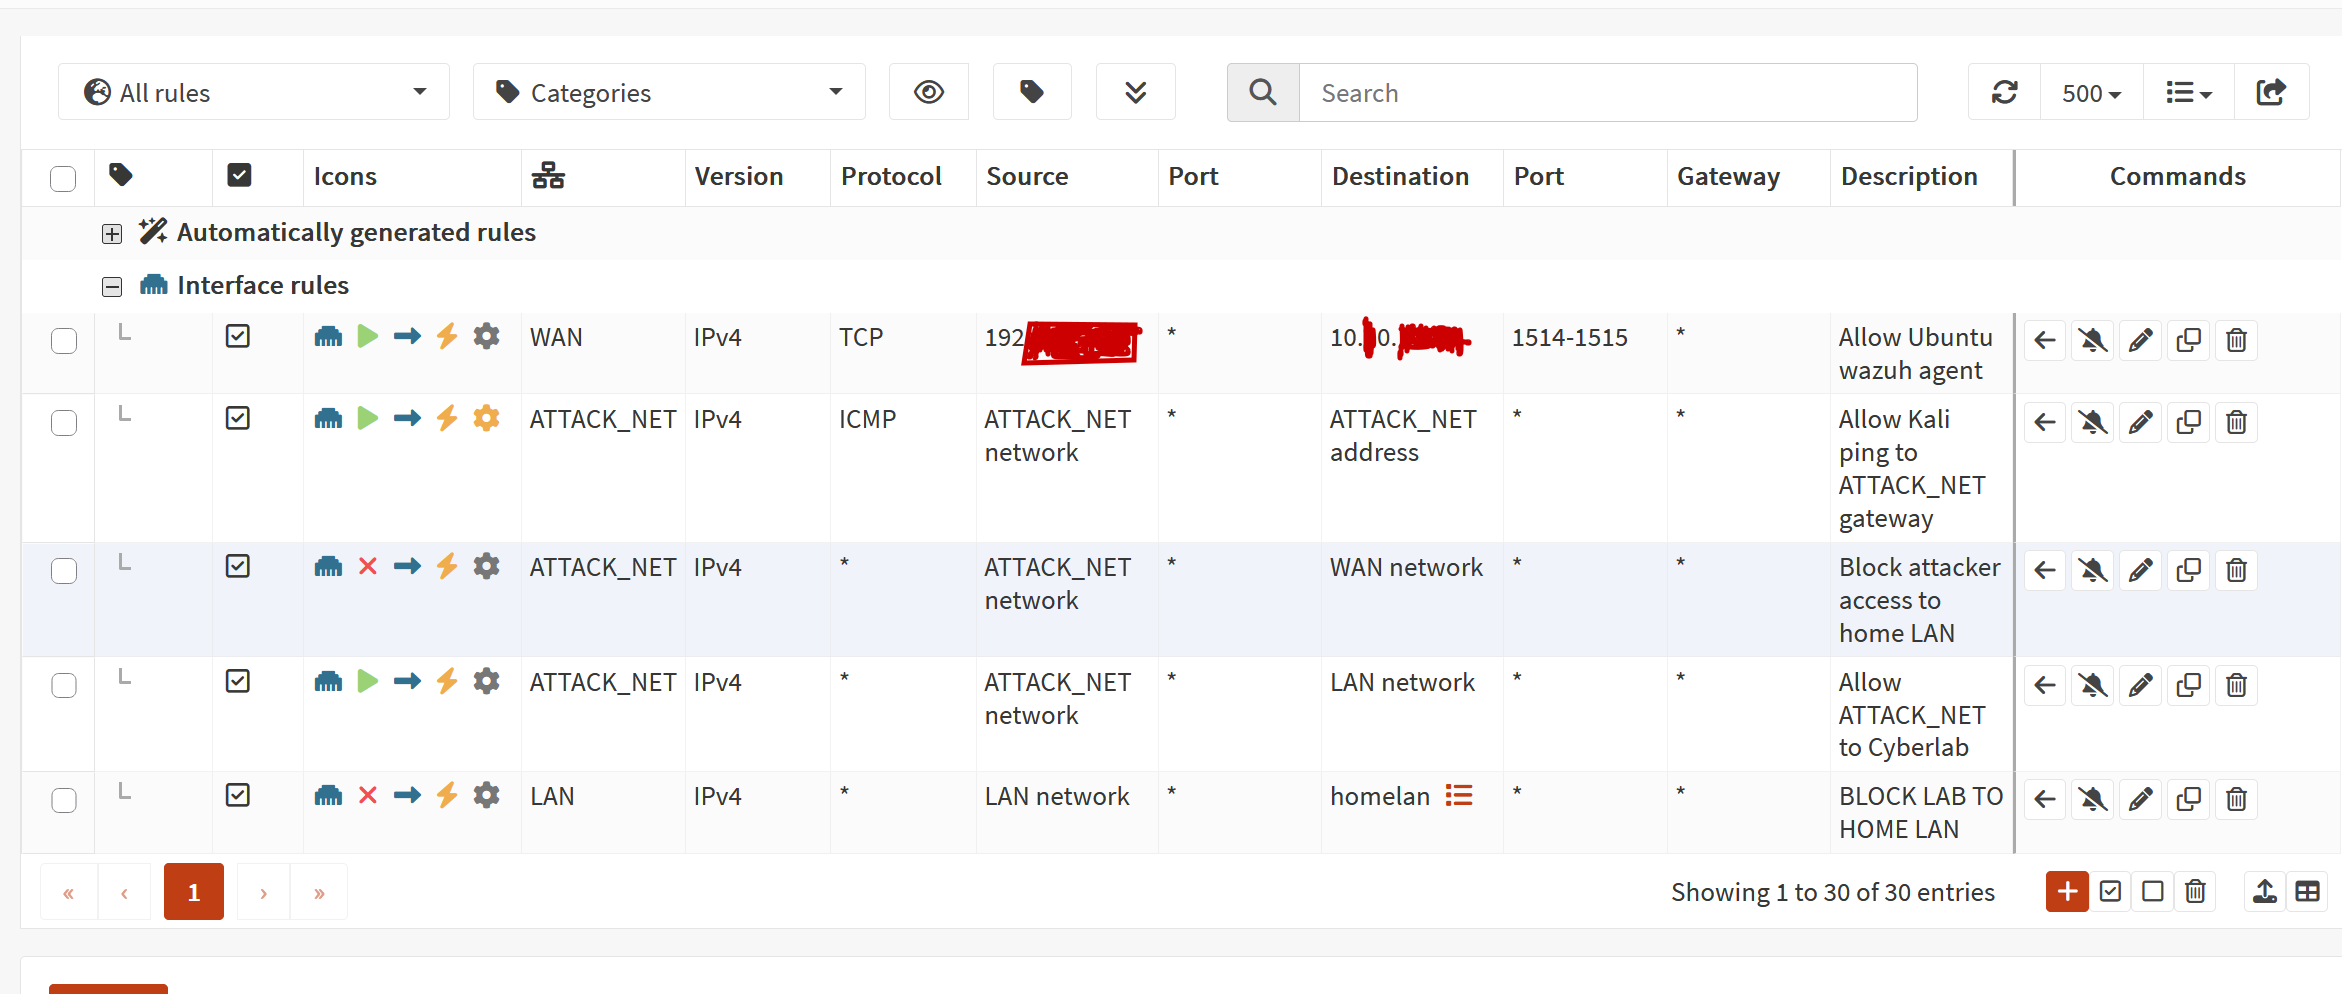 All rules
Categories
Search
500
Icons Version Protocol Source Port Destination Port Gateway Description Commands
Automatically generated rules
Interface rules
WAN IPv4 TCP 192 * 10. 0. 1514-1515 * Allow Ubuntu
wazuh agent
ATTACK_NET IPv4 ICMP ATTACK_NET * ATTACK_NET * * Allow Kali
network address ping to
ATTACK_NET
gateway
ATTACK_NET IPv4 * ATTACK_NET * WAN network * * Block attacker
network access to
home LAN
ATTACK_NET IPv4 * ATTACK_NET * LAN network * * Allow
network ATTACK_NET
to Cyberlab
LAN IPv4 * LAN network * homelan * * BLOCK LAB TO
HOME LAN
« ‹ 1 › »
Showing 1 to 30 of 30 entries